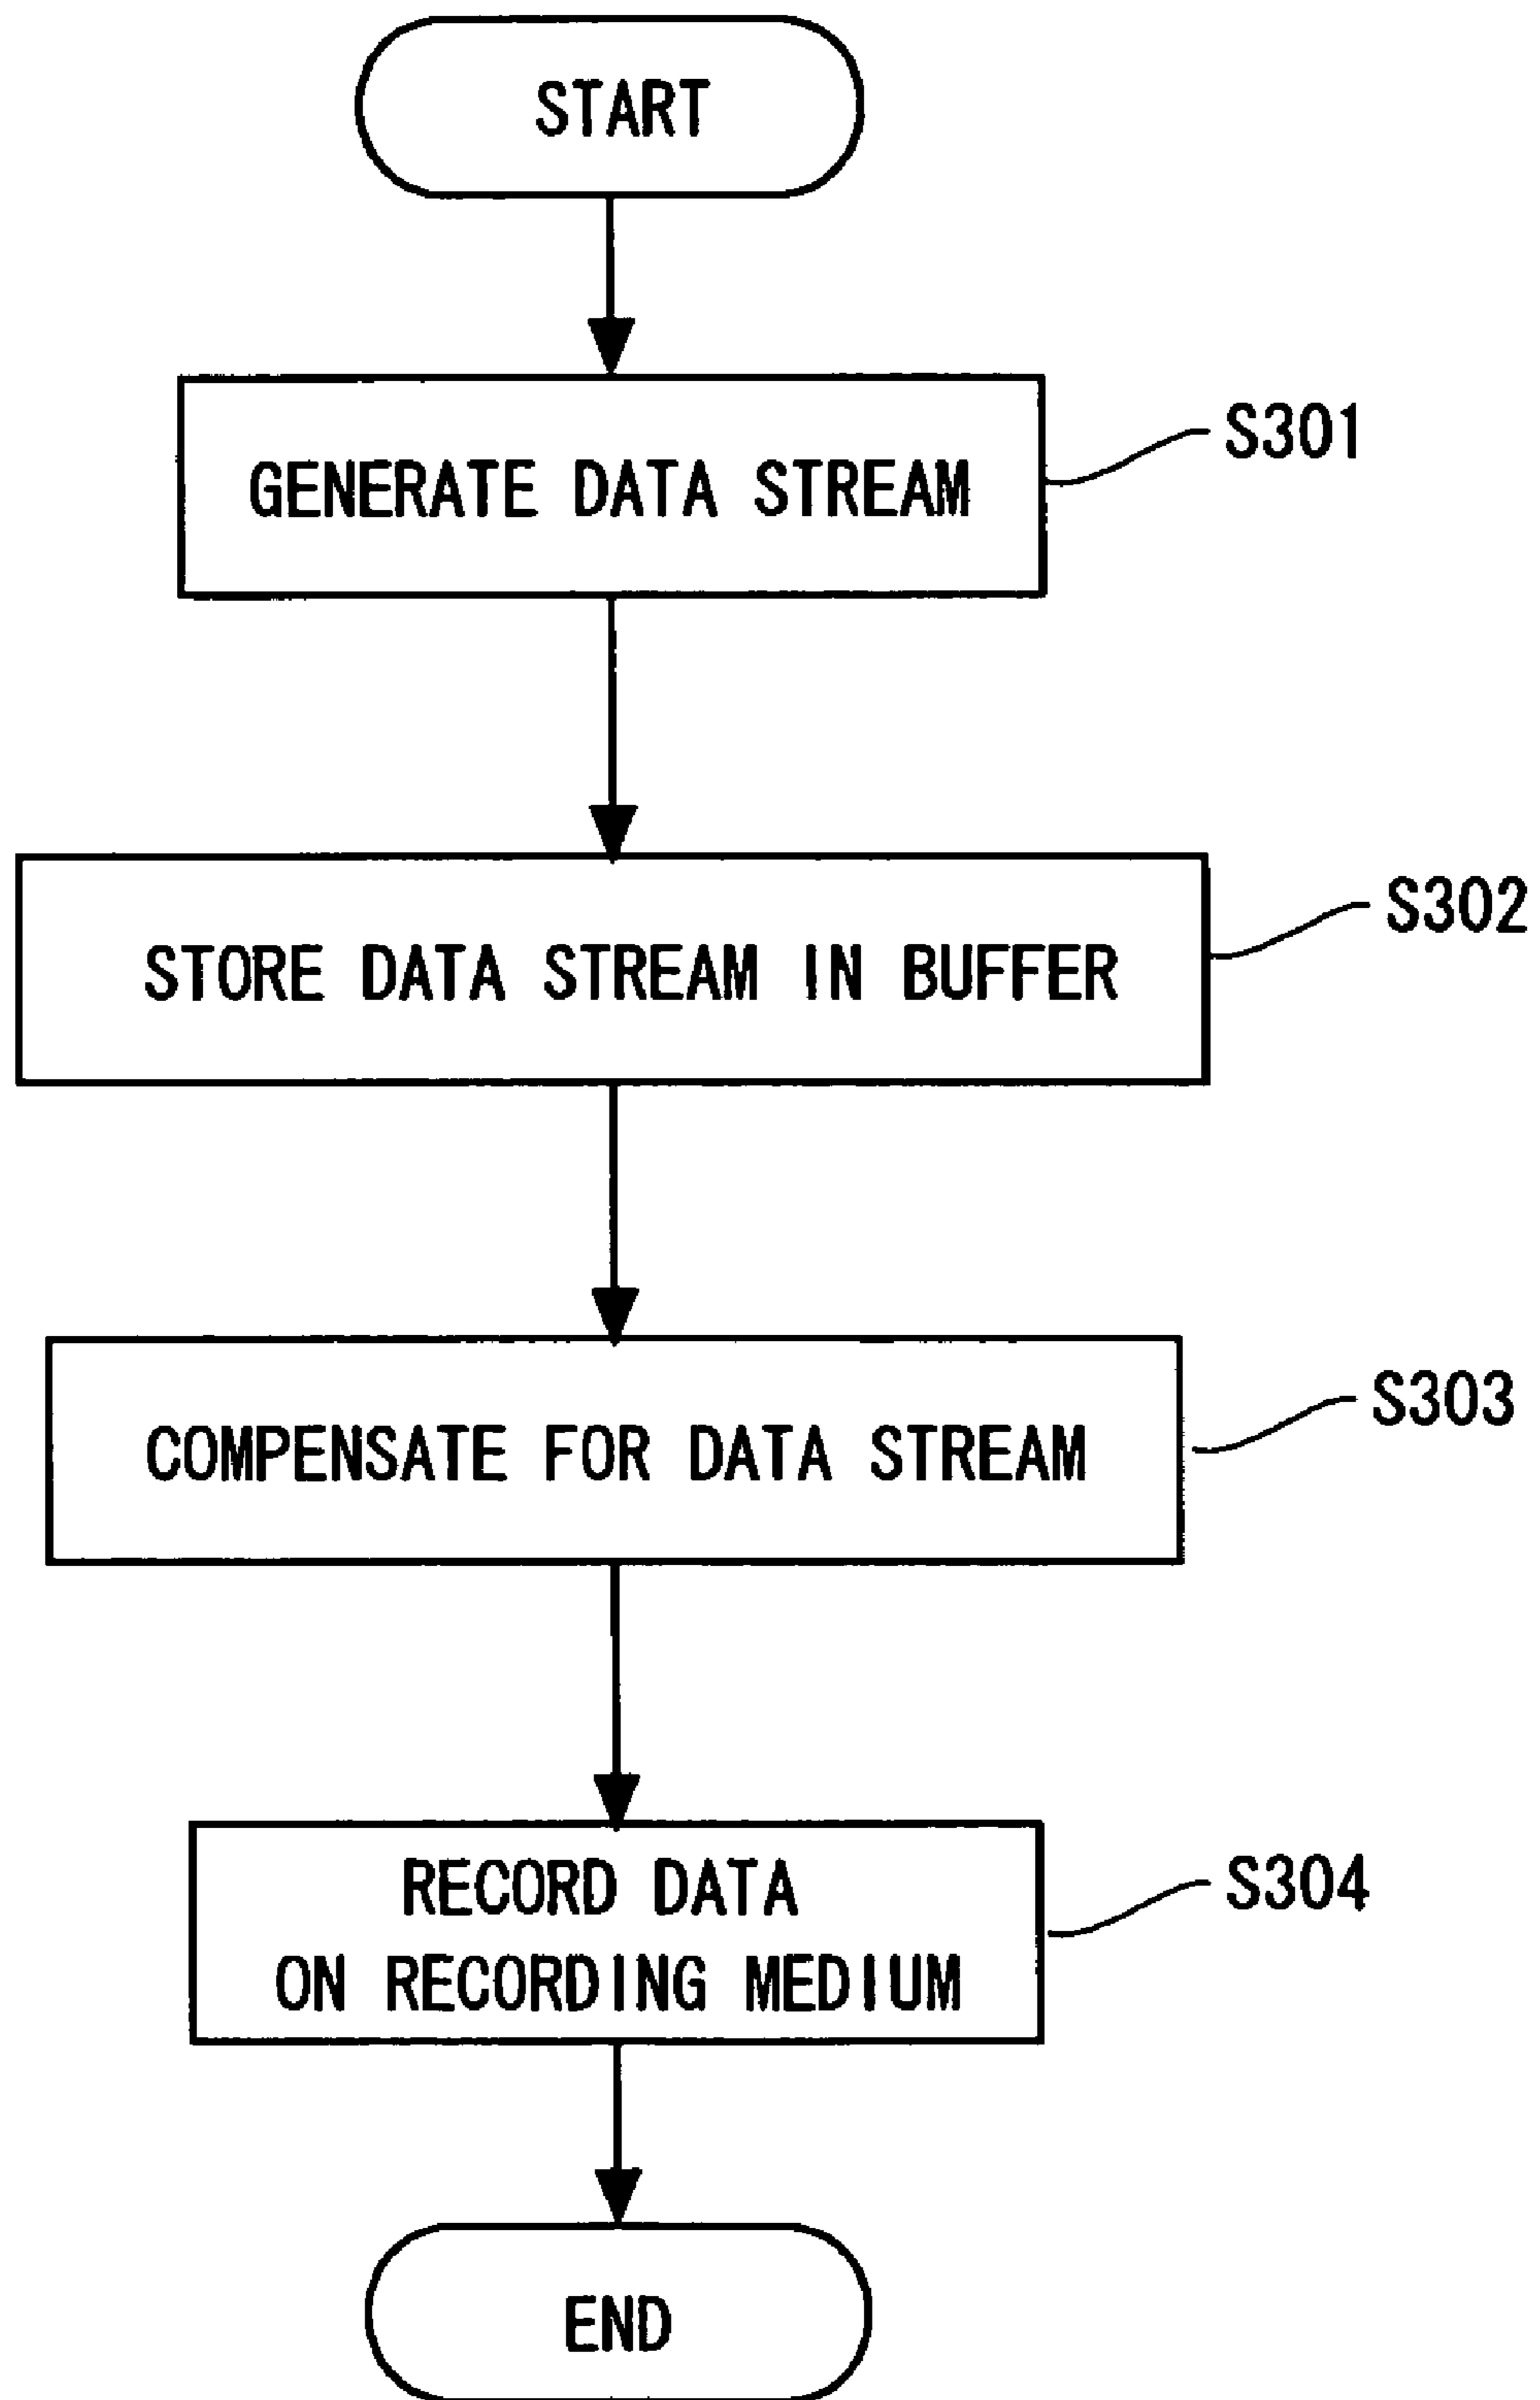 START
GENERATE DATA STREAM
S301
STORE DATA STREAM IN BUFFER
S302
COMPENSATE FOR DATA STREAM
S303
RECORD DATA
ON RECORDING MEDIUM
S304
END